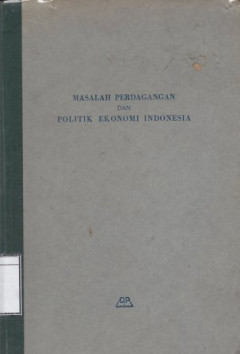 MASALAH PERDAGANGAN
DAN
POLITIK EKONOMI INDONESIA